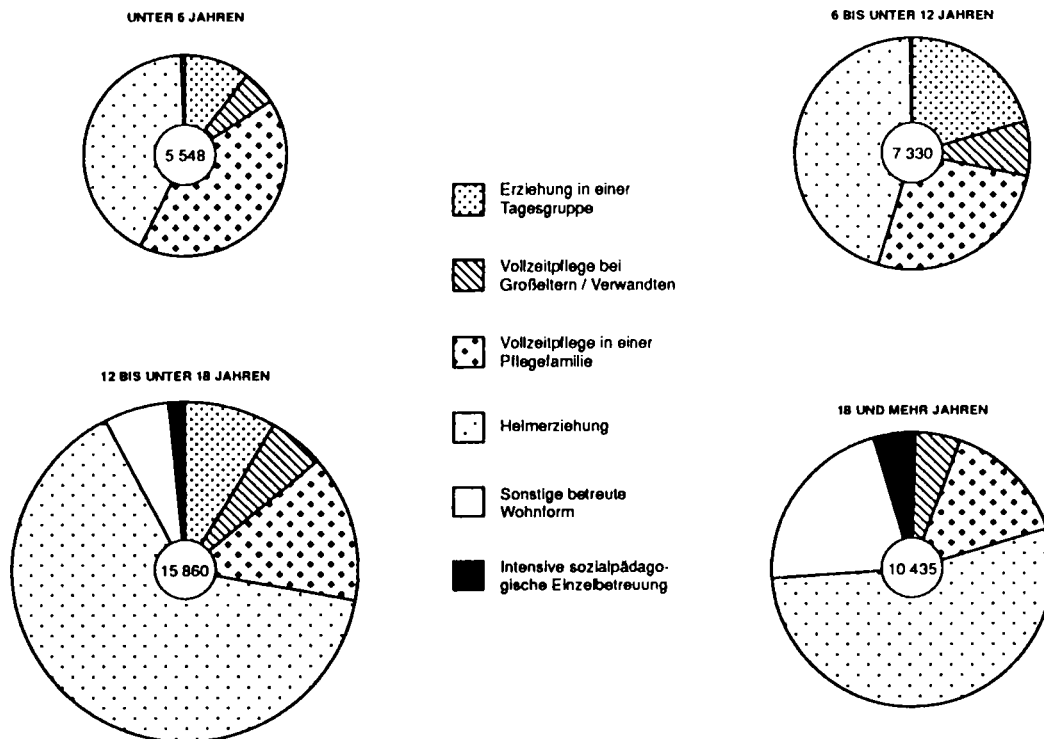 UNTER 6 JAHREN
6 BIS UNTER 12 JAHREN
5 548
7 330
Erziehung in einer
Tagesgruppe
Vollzeitpflege bei
Großeltern / Verwandten
Vollzeitpflege in einer
Pflegefamilie
12 BIS UNTER 18 JAHREN
18 UND MEHR JAHREN
Heimerziehung
Sonstige betreute
Wohnform
15 860
10 435
Intensive sozialpädago-
gische Einzelbetreuung